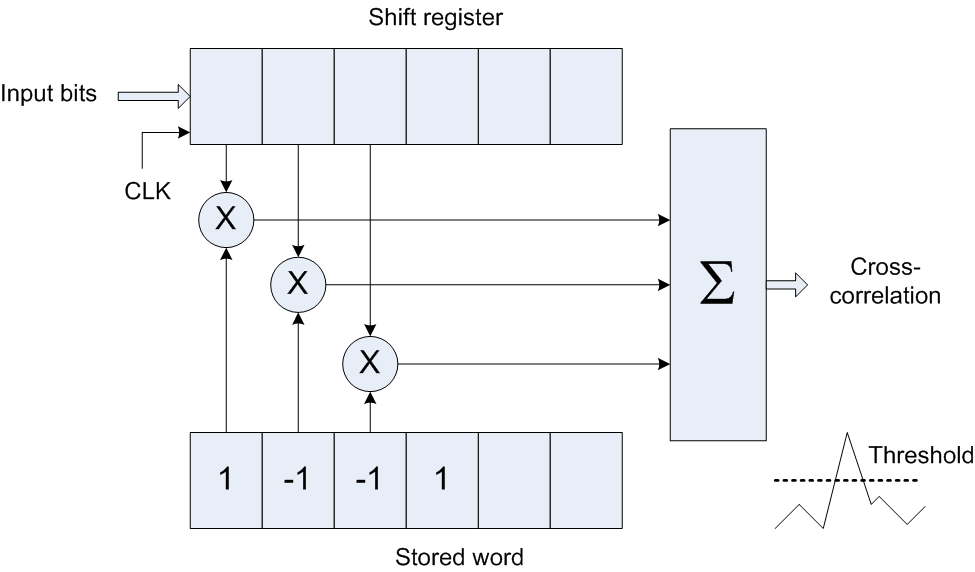 Shift register
Input bits
CLK
X
X
X
Σ
Cross-
correlation
1 -1 -1 1
Threshold
Stored word